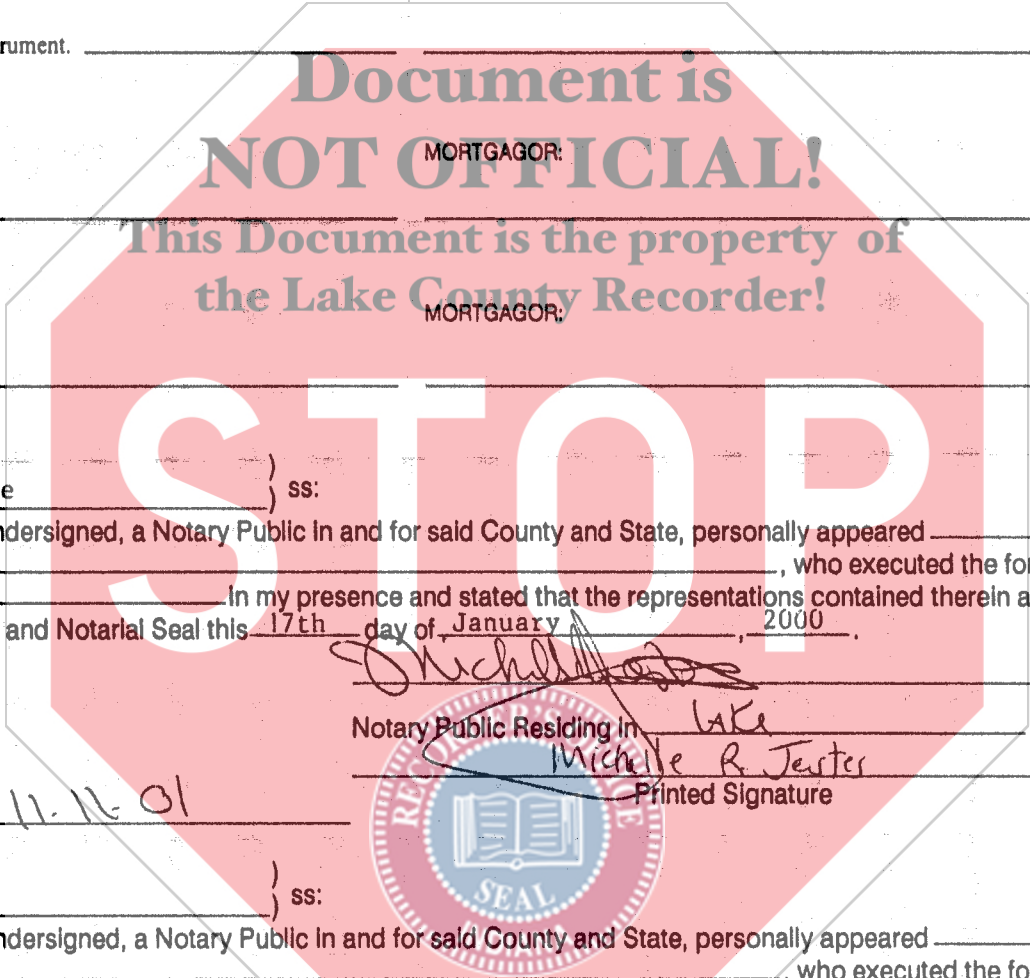 rument.
Document is
NOT OFFICIAL!
MORTGAGOR:
This Document is the property of
the Lake County Recorder!
MORTGAGOR:
STOP
e ) ss:
ndersigned, a Notary Public in and for said County and State, personally appeared
, who executed the for
in my presence and stated that the representations contained therein a
and Notarial Seal this 17th day of January, 2000.
Notary Public Residing in Lake
Michelle R. Jester
Printed Signature
11-11-01
RECORDER'S OFFICE
SEAL
) ss:
ndersigned, a Notary Public in and for said County and State, personally appeared
who executed the fo